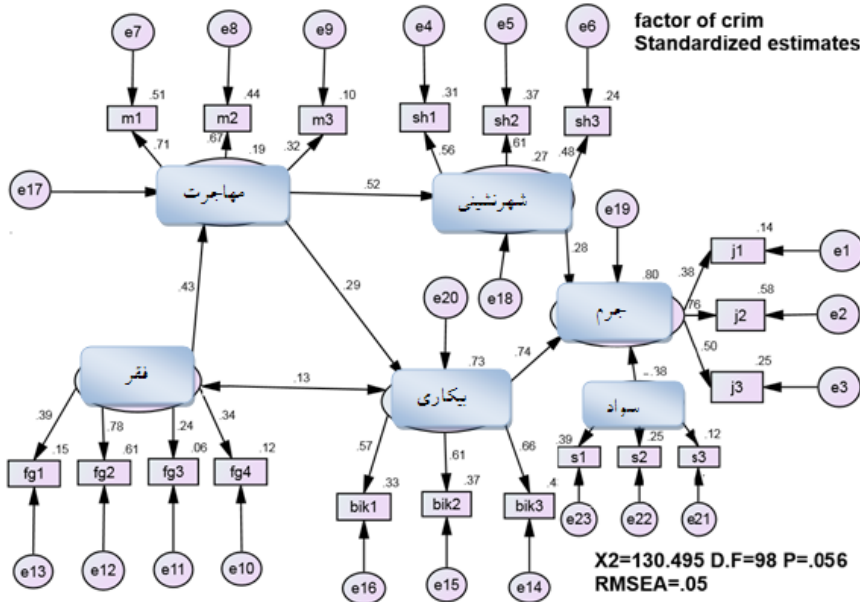 factor of crim
Standardized estimates
e7
e8
e9
e4
e5
e6
.51
.44
.10
.31
.37
.24
m1
m2
m3
sh1
sh2
sh3
.71
.67
.19
.32
.56
.61
.27
.48
e17
مهاجرت
.52
شهرنشینی
e19
.14
j1
e1
.28
.38
.43
.29
e20
e18
.80
جرم
.76
.58
j2
e2
.50
.73
.74
فقر
.13
بیکاری
-.38
سواد
.25
j3
e3
.39
.78
.24
.34
.15
.61
.06
.12
fg1
fg2
fg3
fg4
.57
.61
.66
.39
.25
.12
s1
s2
s3
.33
.37
.4
bik1
bik2
bik3
e23
e22
e21
e13
e12
e11
e10
e16
e15
e14
X2=130.495 D.F=98 P=.056
RMSEA=.05